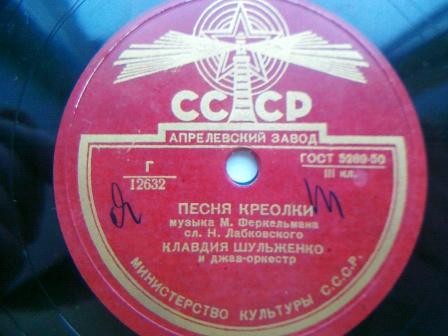 СССР
АПРЕЛЕВСКИЙ ЗАВОД
Г
12632
ГОСТ 5289-50
III кл.
ПЕСНЯ КРЕОЛКИ
музыка М. Феркельмана
сл. Н. Лабковского
КЛАВДИЯ ШУЛЬЖЕНКО
и джаз-оркестр
МИНИСТЕРСТВО КУЛЬТУРЫ С.С.С.Р.